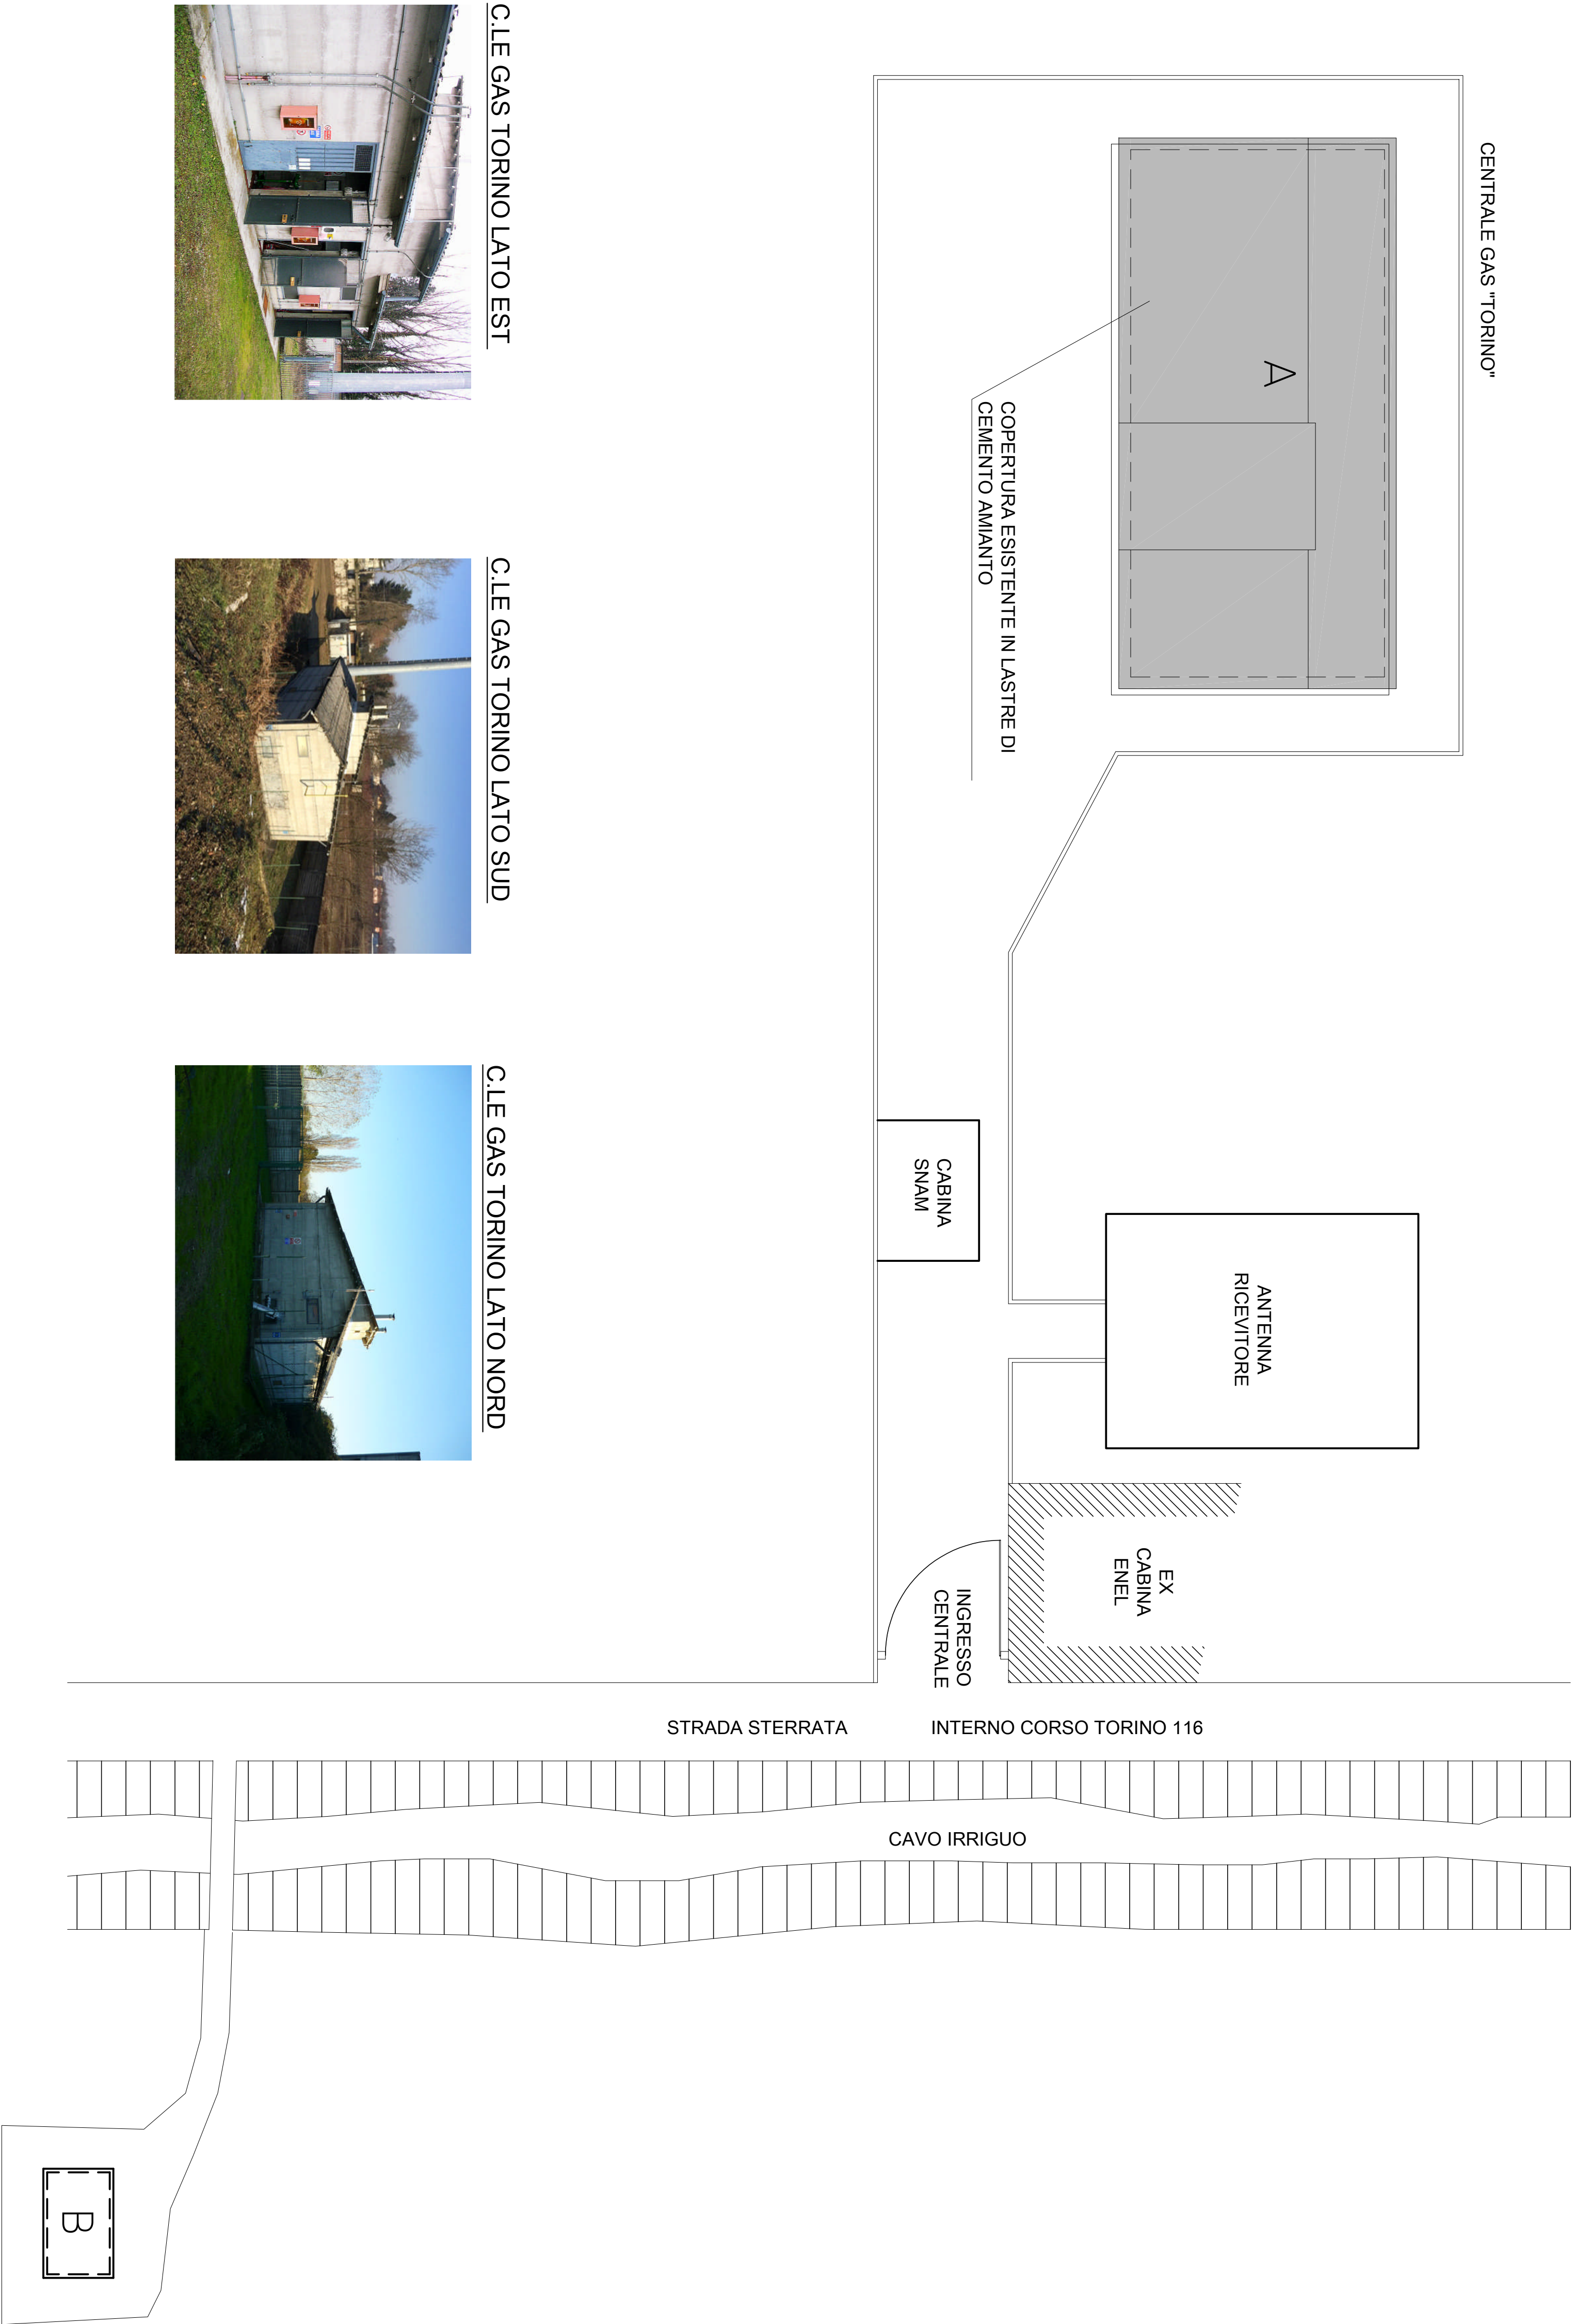 CENTRALE GAS "TORINO"
A
COPERTURA ESISTENTE IN LASTRE DI
CEMENTO AMIANTO
CABINA
SNAM
ANTENNA
RICEVITORE
EX
CABINA
ENEL
INGRESSO
CENTRALE
STRADA STERRATA
INTERNO CORSO TORINO 116
CAVO IRRIGUO
B
C.LE GAS TORINO LATO EST
C.LE GAS TORINO LATO SUD
C.LE GAS TORINO LATO NORD